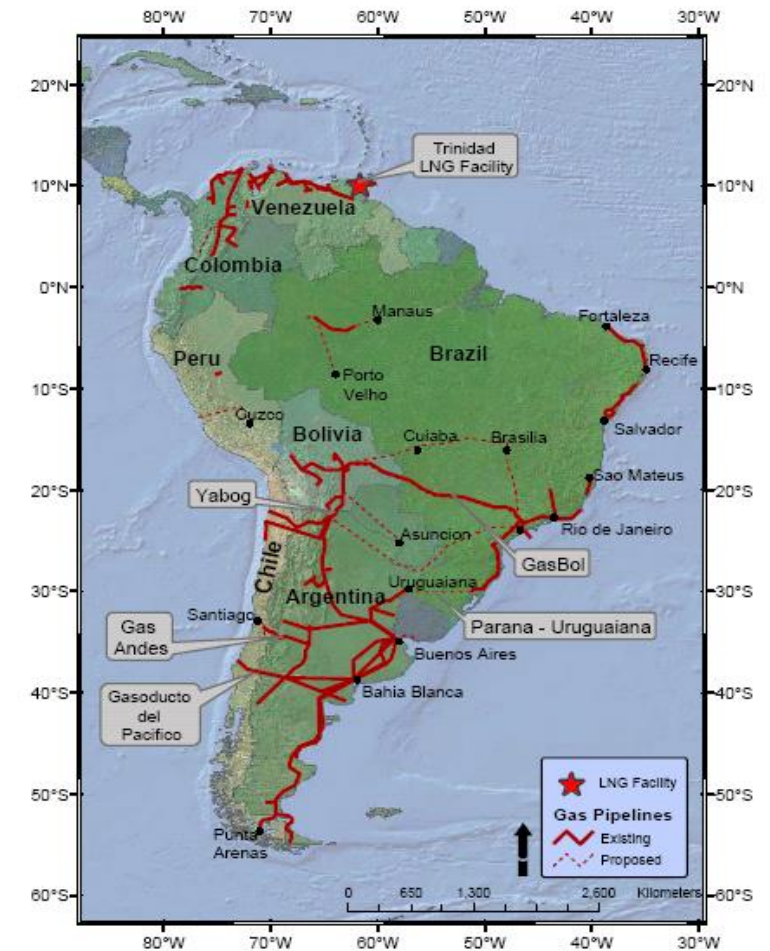 80°W 70°W 60°W 50°W 40°W 30°W
20°N 20°N
Trinidad
LNG Facility
10°N 10°N
Venezuela
Colombia
0°N 0°N
Manaus
Fortaleza
Peru
Brazil
Recife
Porto
Velho
10°S 10°S
Guzco
Salvador
Bolivia
Cuiaba
Brasilia
Sao Mateus
Yabog
20°S 20°S
Asuncion
Rio de Janeiro
GasBol
Chile
Uruguaiana
30°S 30°S
Argentina
Santiago
Gas
Andes
Parana - Uruguaiana
Buenos Aires
Gasoducto
del
Pacifico
Bahia Blanca
40°S 40°S
LNG Facility
Gas Pipelines
Existing
Proposed
50°S 50°S
Punta
Arenas
0 650 1,300 2,600 Kilometers
60°S 60°S
80°W 70°W 60°W 50°W 40°W 30°W